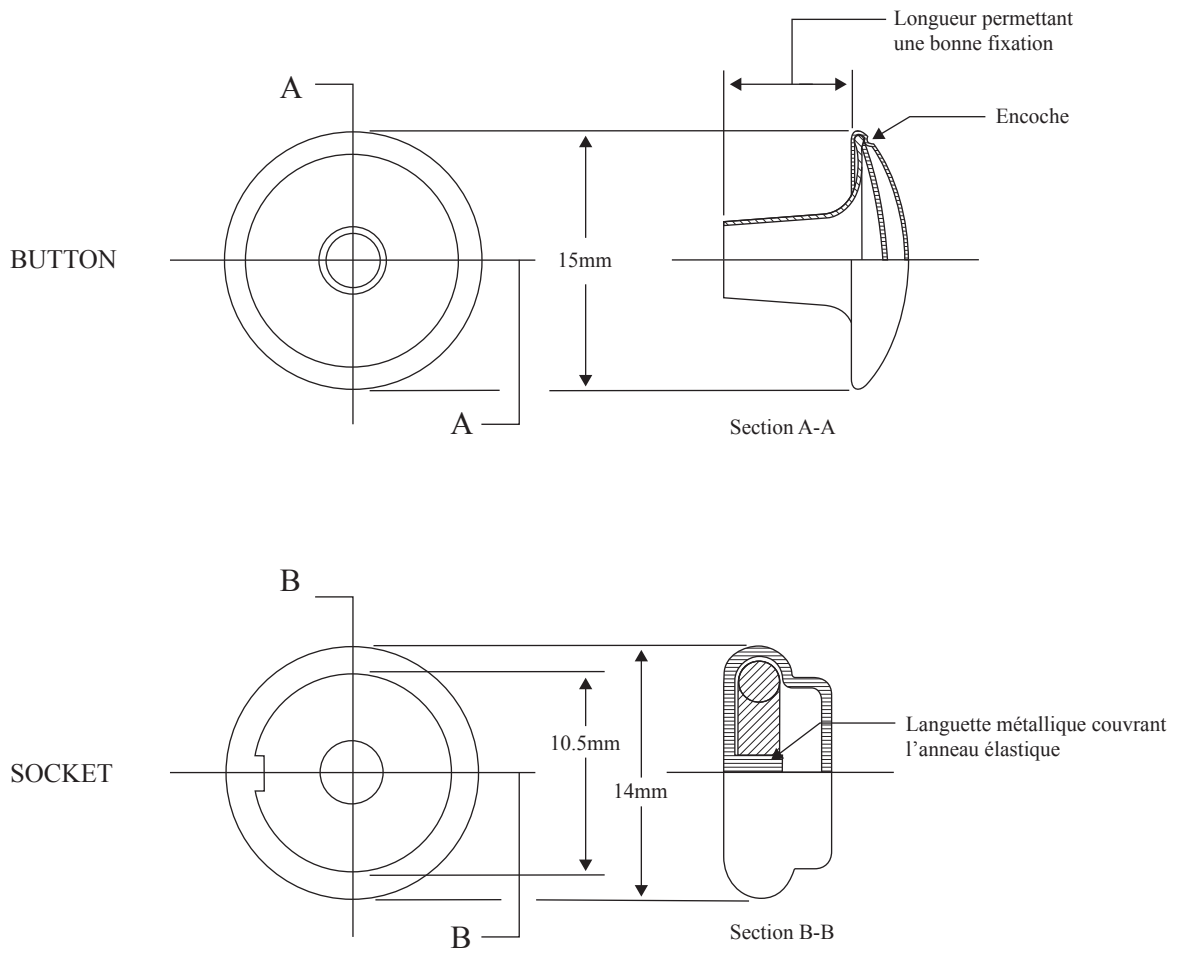 Longueur permettant
une bonne fixation
A
Encoche
BUTTON
15mm
A
Section A-A
B
10.5mm
Languette métallique couvrant
l’anneau élastique
SOCKET
14mm
B
Section B-B